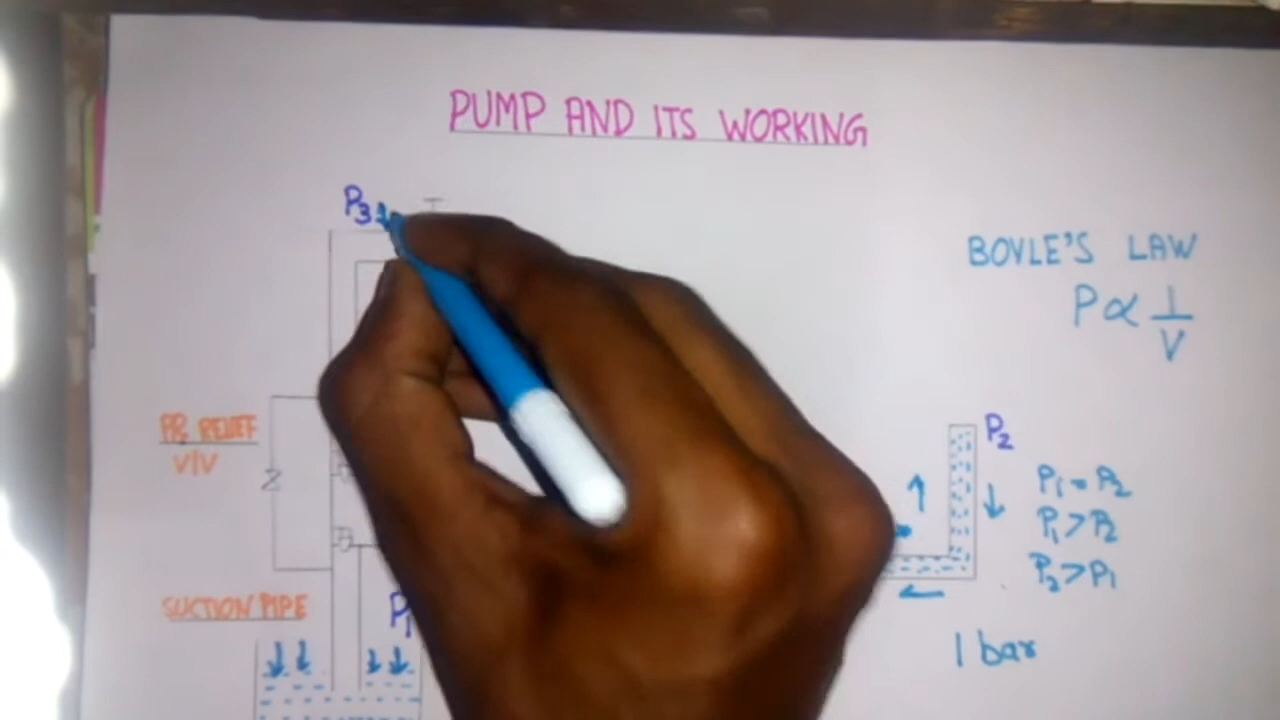 PUMP AND ITS WORKING
P3
BOYLE'S LAW
P ∝ 1/V
PR RELIEF
V/V
P2
P1 = P2
P1 > P2
P2 > P1
SUCTION PIPE
P1
1 bar